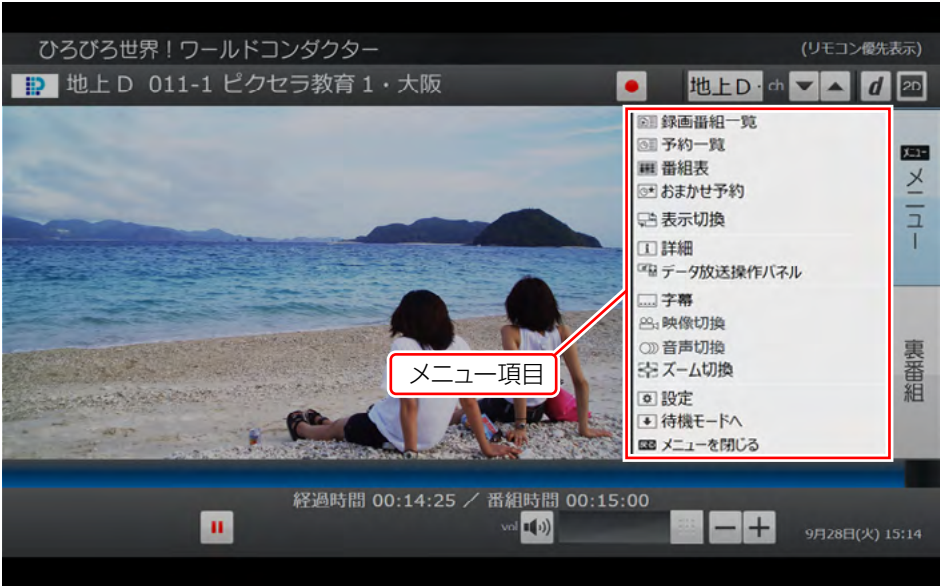 ひろびろ世界！ワールドコンダクター
(リモコン優先表示)
地上D 011-1 ピクセラ教育1・大阪
地上D・ ch
d 2D
録画番組一覧
予約一覧
番組表
おまかせ予約
表示切換
詳細
データ放送操作パネル
字幕
映像切換
音声切換
ズーム切換
設定
待機モードへ
メニューを閉じる
メニュー項目
メニュー
メニュー
裏番組
経過時間 00:14:25 ／ 番組時間 00:15:00
vol
9月28日(火) 15:14